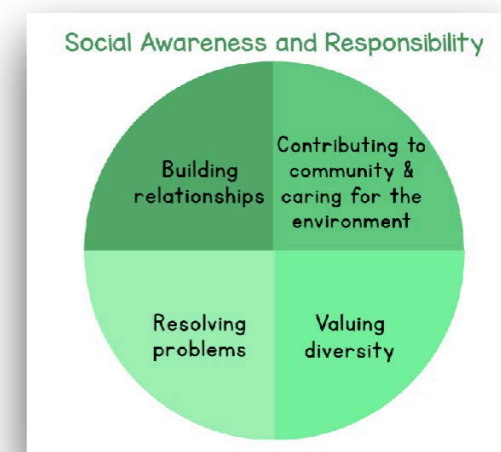 Social Awareness and Responsibility
Building
relationships
Contributing to
community &
caring for the
environment
Resolving
problems
Valuing
diversity